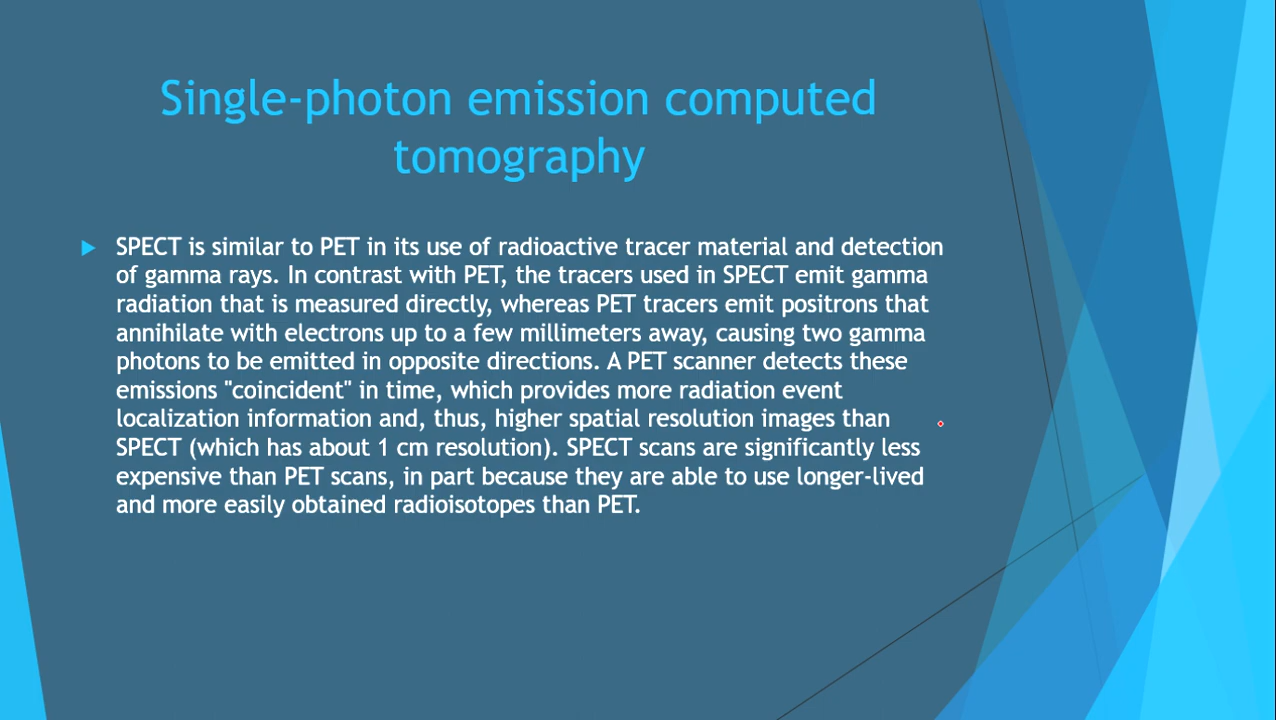 Single-photon emission computed
tomography
SPECT is similar to PET in its use of radioactive tracer material and detection
of gamma rays. In contrast with PET, the tracers used in SPECT emit gamma
radiation that is measured directly, whereas PET tracers emit positrons that
annihilate with electrons up to a few millimeters away, causing two gamma
photons to be emitted in opposite directions. A PET scanner detects these
emissions "coincident" in time, which provides more radiation event
localization information and, thus, higher spatial resolution images than
SPECT (which has about 1 cm resolution). SPECT scans are significantly less
expensive than PET scans, in part because they are able to use longer-lived
and more easily obtained radioisotopes than PET.